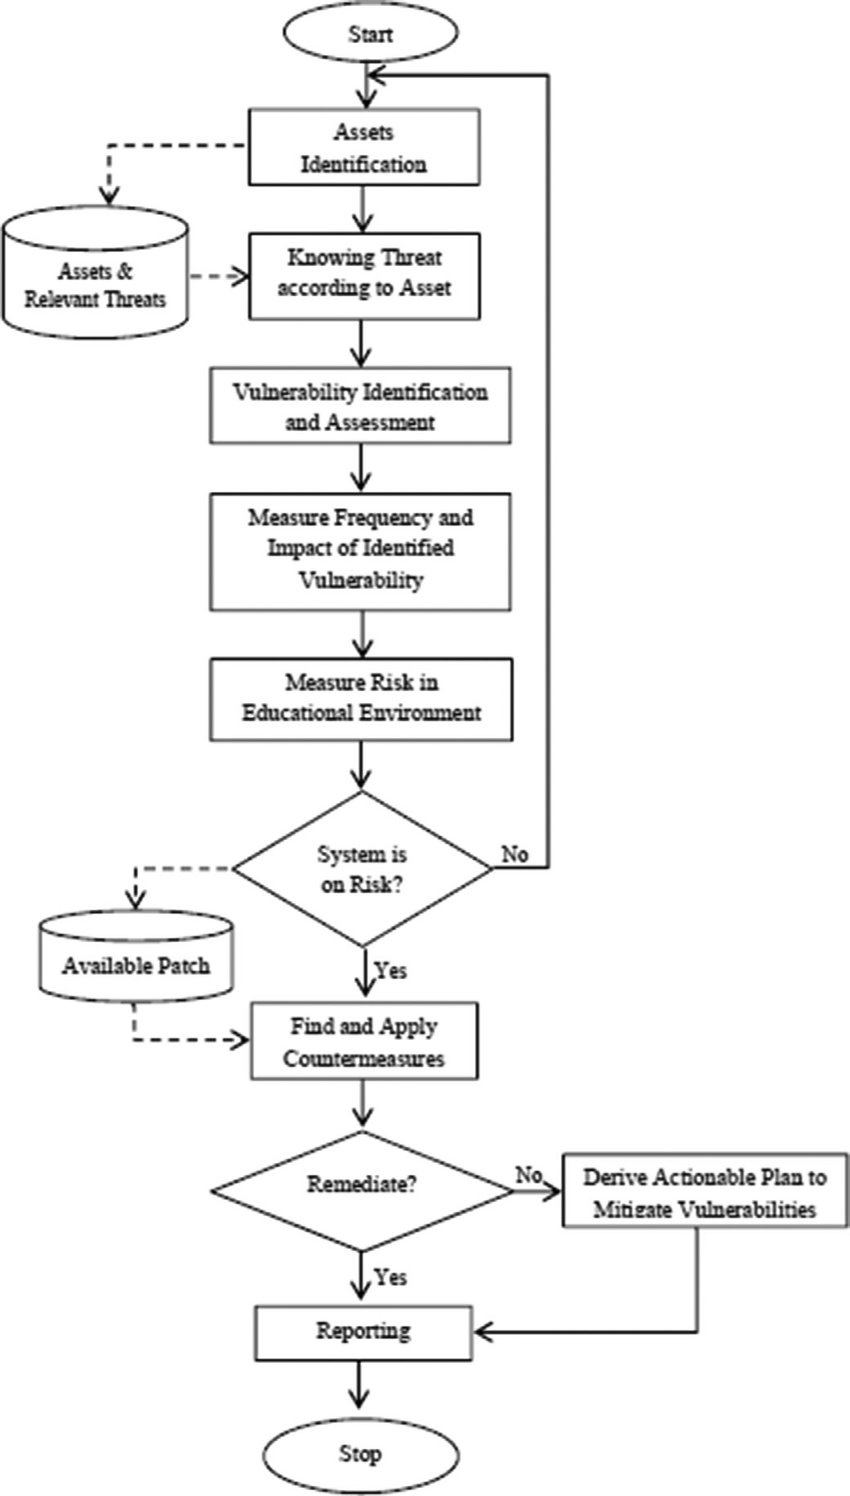 Start
Assets
Identification
Assets &
Relevant Threats
Knowing Threat
according to Asset
Vulnerability Identification
and Assessment
Measure Frequency and
Impact of Identified
Vulnerability
Measure Risk in
Educational Environment
System is
on Risk?
No
Available Patch
Yes
Find and Apply
Countermeasures
Remediate?
No
Derive Actionable Plan to
Mitigate Vulnerabilities
Yes
Reporting
Stop